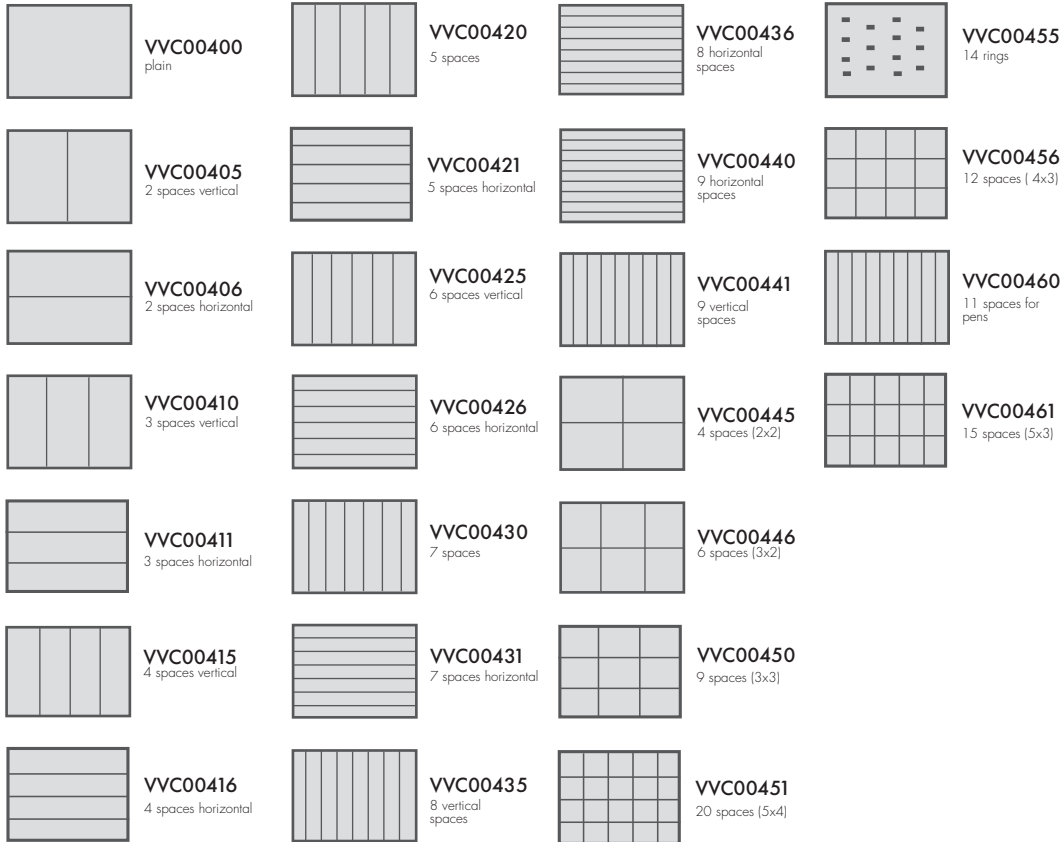 VVC00400
plain
VVC00405
2 spaces vertical
VVC00406
2 spaces horizontal
VVC00410
3 spaces vertical
VVC00411
3 spaces horizontal
VVC00415
4 spaces vertical
VVC00416
4 spaces horizontal
VVC00420
5 spaces
VVC00421
5 spaces horizontal
VVC00425
6 spaces vertical
VVC00426
6 spaces horizontal
VVC00430
7 spaces
VVC00431
7 spaces horizontal
VVC00435
8 vertical
spaces
VVC00436
8 horizontal
spaces
VVC00440
9 horizontal
spaces
VVC00441
9 vertical
spaces
VVC00445
4 spaces (2x2)
VVC00446
6 spaces (3x2)
VVC00450
9 spaces (3x3)
VVC00451
20 spaces (5x4)
VVC00455
14 rings
VVC00456
12 spaces ( 4x3)
VVC00460
11 spaces for
pens
VVC00461
15 spaces (5x3)